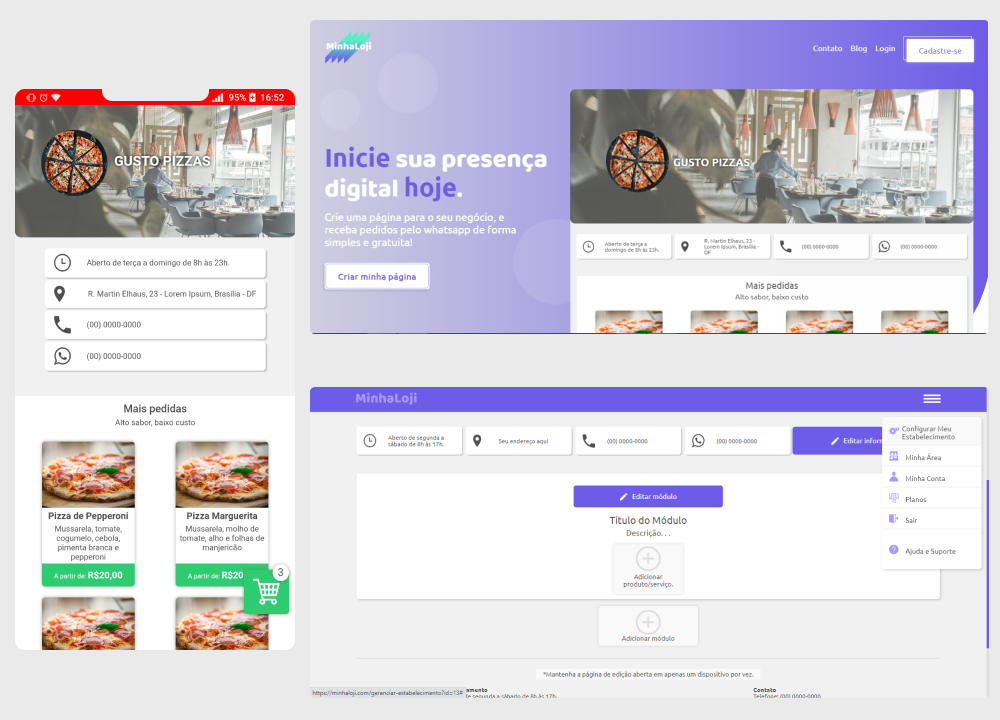 95% 16:52
GUSTO PIZZAS
Aberto de terça a domingo de 8h às 23h.
R. Martin Elhaus, 23 - Lorem Ipsum, Brasília - DF
(00) 0000-0000
(00) 0000-0000
Mais pedidas
Alto sabor, baixo custo
Pizza de Pepperoni
Mussarela, tomate,
cogumelo, cebola,
pimenta branca e
pepperoni
A partir de: R$20,00
Pizza Marguerita
Mussarela, molho de
tomate, alho e folhas de
manjericão
A partir de: R$20
3
MinhaLoji
Contato Blog Login Cadastre-se
Inicie sua presença
digital hoje.
Crie uma página para o seu negócio, e
receba pedidos pelo whatsapp de forma
simples e gratuita!
Criar minha página
GUSTO PIZZAS
Aberto de terça a
domingo de 8h às 23h.
R. Martin Elhaus, 23 -
Lorem Ipsum, Brasília -
DF
(00) 0000-0000
(00) 0000-0000
Mais pedidas
Alto sabor, baixo custo
MinhaLoji
Aberto de segunda a
sábado de 8h às 17h.
Seu endereço aqui
(00) 0000-0000
(00) 0000-0000
Editar inform
Configurar Meu
Estabelecimento
Minha Área
Minha Conta
Planos
Sair
Ajuda e Suporte
Editar módulo
Título do Módulo
Descrição. . .
Adicionar
produto/serviço.
Adicionar módulo
*Mantenha a página de edição aberta em apenas um dispositivo por vez.
https://minhaloji.com/gerenciar-estabelecimento?id=13#
amento
le segunda a sábado de 8h às 17h.
Contato
Telefone: (00) 0000-0000